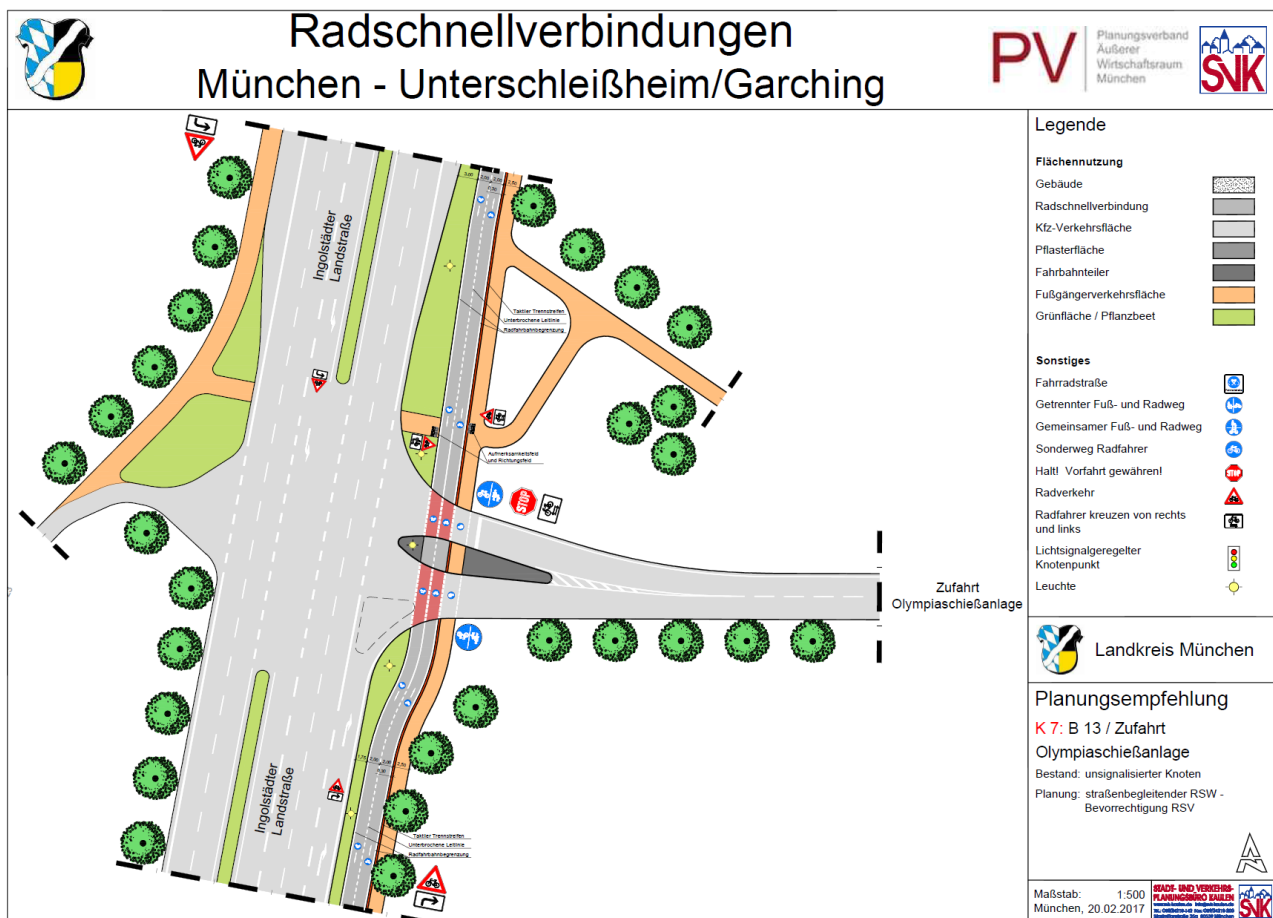 Radschnellverbindungen
München - Unterschleißheim/Garching
PV
Planungsverband
Äußerer
Wirtschaftsraum
München
SVK
Legende
Flächennutzung
Gebäude
Radschnellverbindung
Kfz-Verkehrsfläche
Pflasterfläche
Fahrbahnteiler
Fußgängerverkehrsfläche
Grünfläche / Pflanzbeet
Sonstiges
Fahrradstraße
Getrennter Fuß- und Radweg
Gemeinsamer Fuß- und Radweg
Sonderweg Radfahrer
Halt! Vorfahrt gewähren!
STOP
Radverkehr
Radfahrer kreuzen von rechts
und links
Lichtsignalgeregelter
Knotenpunkt
Leuchte
Ingolstädter
Landstraße
Taktiler Trennstreifen
Unterbrochene Leitlinie
Radfahrbahnbegrenzung
Aufmerksamkeitsfeld
und Richtungsfeld
STOP
Zufahrt
Olympiaschießanlage
Ingolstädter
Landstraße
Taktiler Trennstreifen
Unterbrochene Leitlinie
Radfahrbahnbegrenzung
Landkreis München
Planungsempfehlung
K 7: B 13 / Zufahrt
Olympiaschießanlage
Bestand: unsignalisierter Knoten
Planung: straßenbegleitender RSW -
Bevorrechtigung RSV
Maßstab: 1:500
München, 20.02.2017
STADT- UND VERKEHRS-
PLANUNGSBÜRO KAULEN
SVK